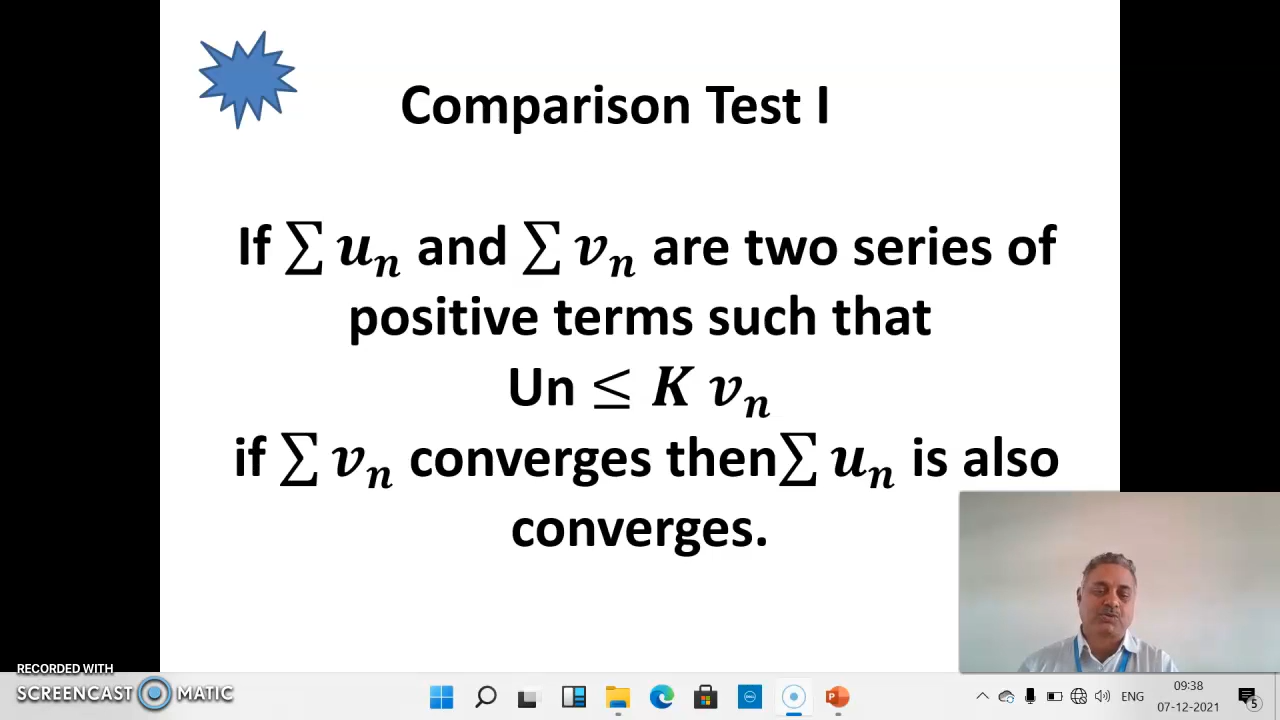 Comparison Test I
If ∑ 𝒖ₙ and ∑ 𝒗ₙ are two series of
positive terms such that
Un ≤ 𝑲 𝒗ₙ
if ∑ 𝒗ₙ converges then∑ 𝒖ₙ is also
converges.
RECORDED WITH
SCREENCAST MATIC
ENG
09:38
07-12-2021
5